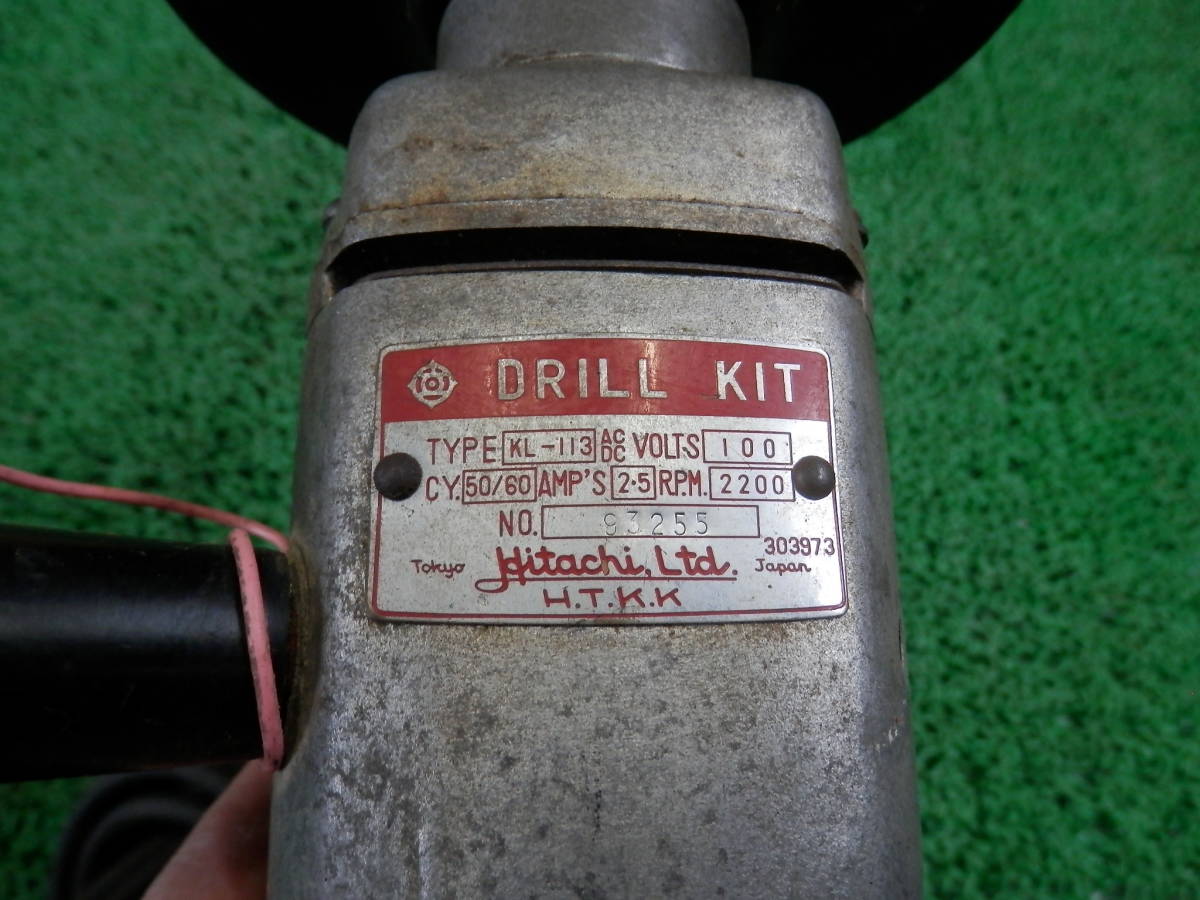 DRILL KIT
TYPE KL-113 AC DC VOLTS 100
CY. 50/60 AMP'S 2.5 R.P.M. 2200
NO. 93255
303973
Tokyo Hitachi, Ltd. Japan
H.T.K.K